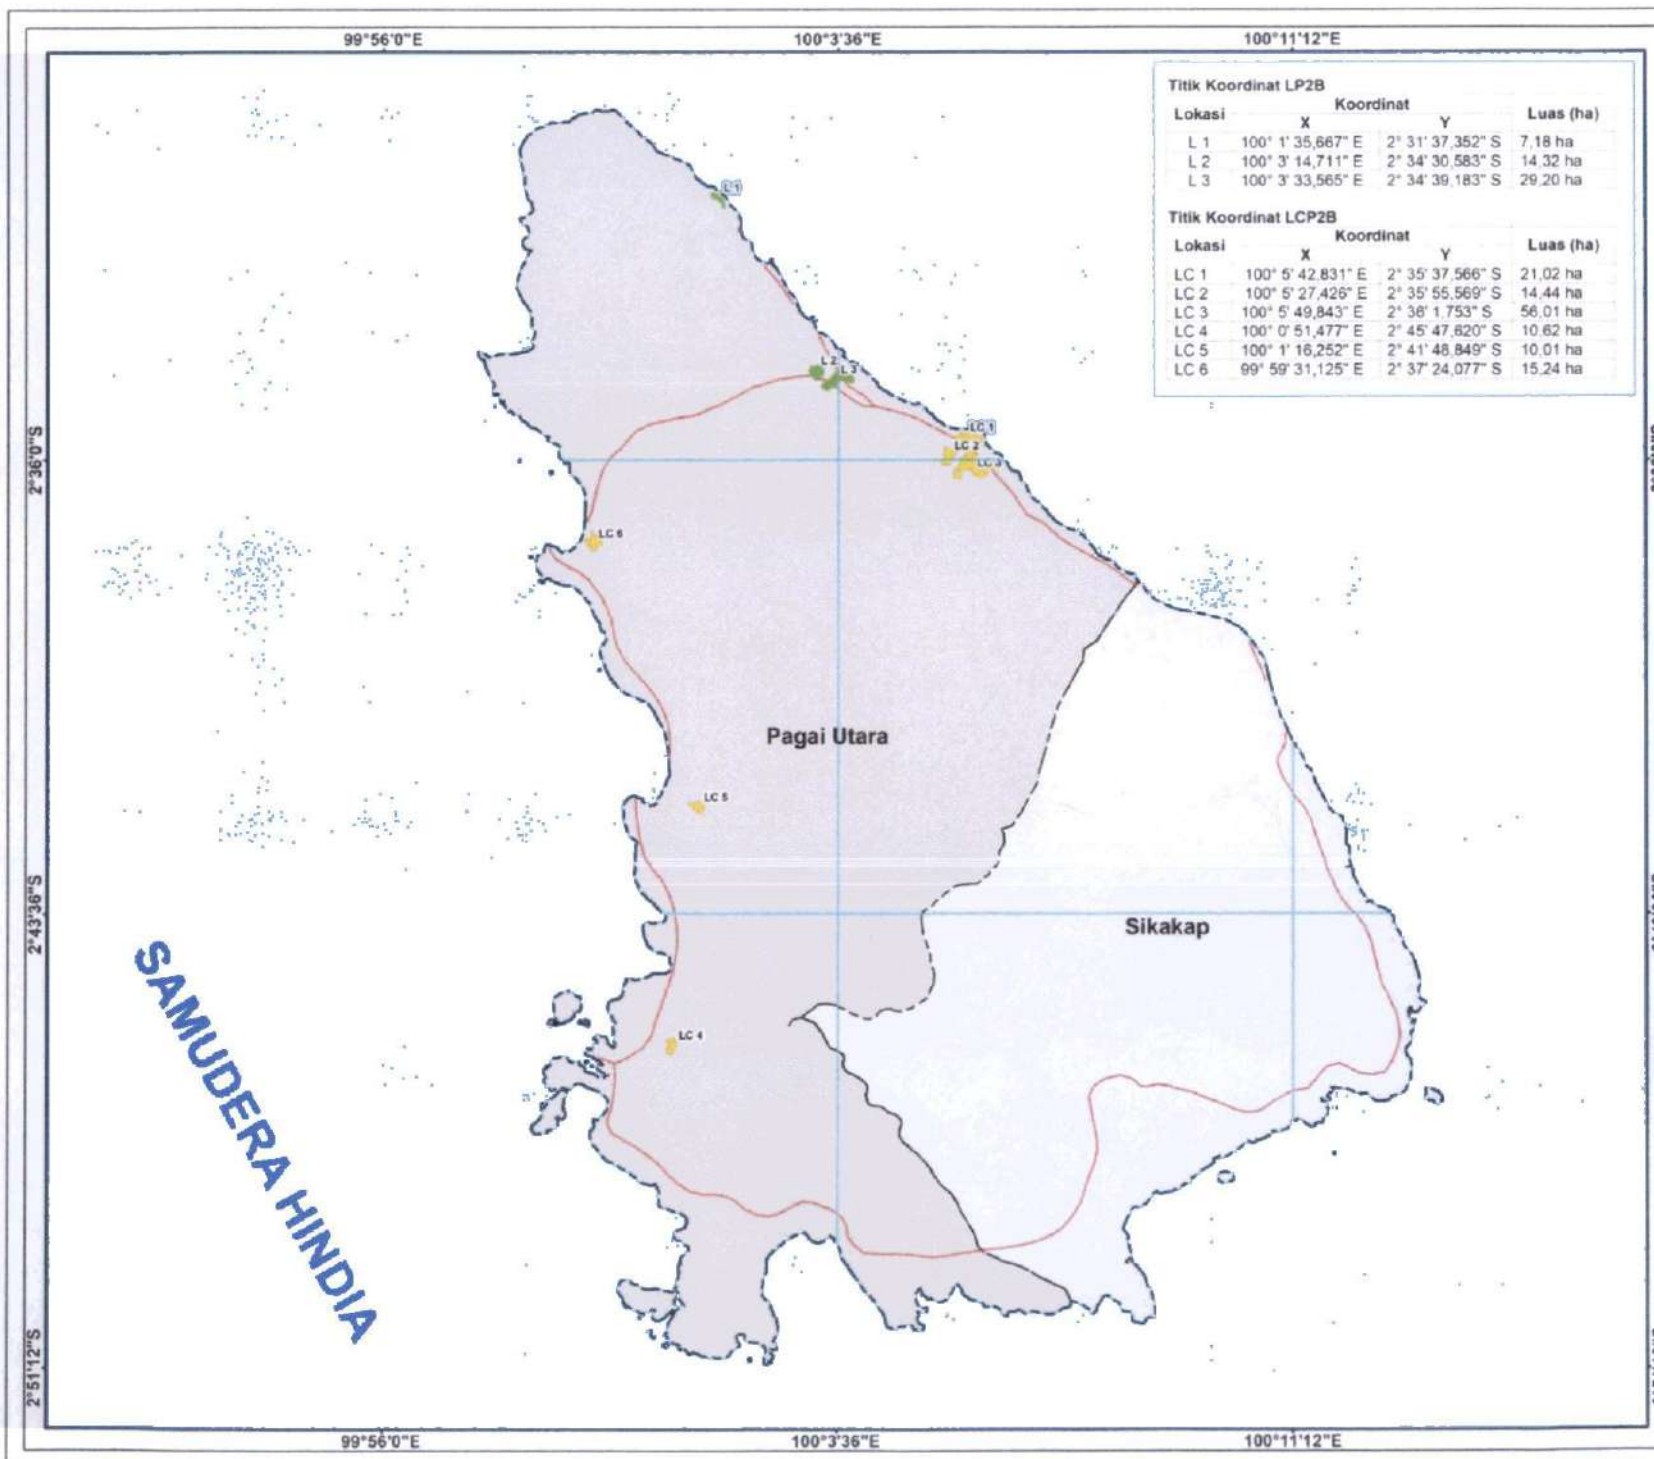 99°56'0"E 100°3'36"E 100°11'12"E
Titik Koordinat LP2B
Lokasi Koordinat Luas (ha)
X Y
L 1 100° 1' 35,667" E 2° 31' 37,352" S 7,18 ha
L 2 100° 3' 14,711" E 2° 34' 30,583" S 14,32 ha
L 3 100° 3' 33,565" E 2° 34' 39,183" S 29,20 ha
Titik Koordinat LCP2B
Lokasi Koordinat Luas (ha)
X Y
LC 1 100° 5' 42,831" E 2° 35' 37,566" S 21,02 ha
LC 2 100° 5' 27,426" E 2° 35' 55,569" S 14,44 ha
LC 3 100° 5' 49,843" E 2° 36' 1,753" S 56,01 ha
LC 4 100° 0' 51,477" E 2° 45' 47,620" S 10,62 ha
LC 5 100° 1' 16,252" E 2° 41' 48,849" S 10,01 ha
LC 6 99° 59' 31,125" E 2° 37' 24,077" S 15,24 ha
L 1
L 2
L 3
LC 1
LC 2
LC 3
2°36'0"S
LC 6
Pagai Utara
LC 5
2°43'36"S
Sikakap
SAMUDERA HINDIA
LC 4
2°51'12"S
99°56'0"E 100°3'36"E 100°11'12"E